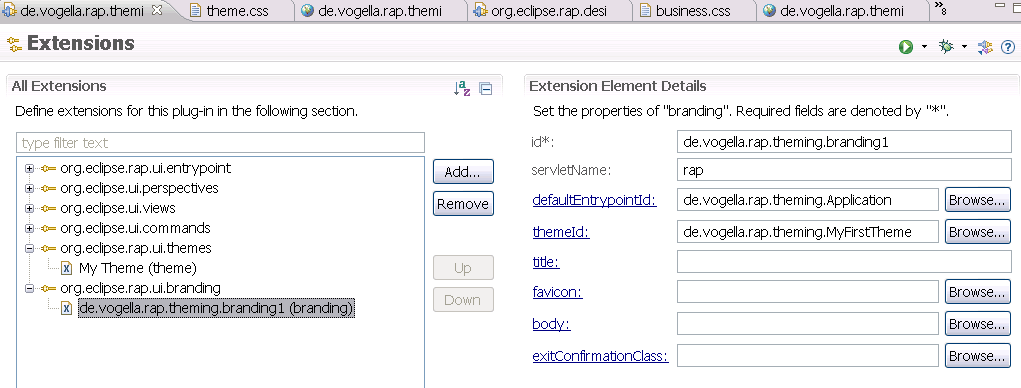 de.vogella.rap.themi theme.css de.vogella.rap.themi org.eclipse.rap.desi business.css de.vogella.rap.themi »8
Extensions
All Extensions
Define extensions for this plug-in in the following section.
type filter text
org.eclipse.rap.ui.entrypoint
org.eclipse.ui.perspectives
org.eclipse.ui.views
org.eclipse.ui.commands
org.eclipse.rap.ui.themes
My Theme (theme)
org.eclipse.rap.ui.branding
de.vogella.rap.theming.branding1 (branding)
Add...
Remove
Up
Down
Extension Element Details
Set the properties of "branding". Required fields are denoted by "*".
id*: de.vogella.rap.theming.branding1
servletName: rap
defaultEntrypointId: de.vogella.rap.theming.Application Browse...
themeId: de.vogella.rap.theming.MyFirstTheme Browse...
title:
favicon: Browse...
body: Browse...
exitConfirmationClass: Browse...